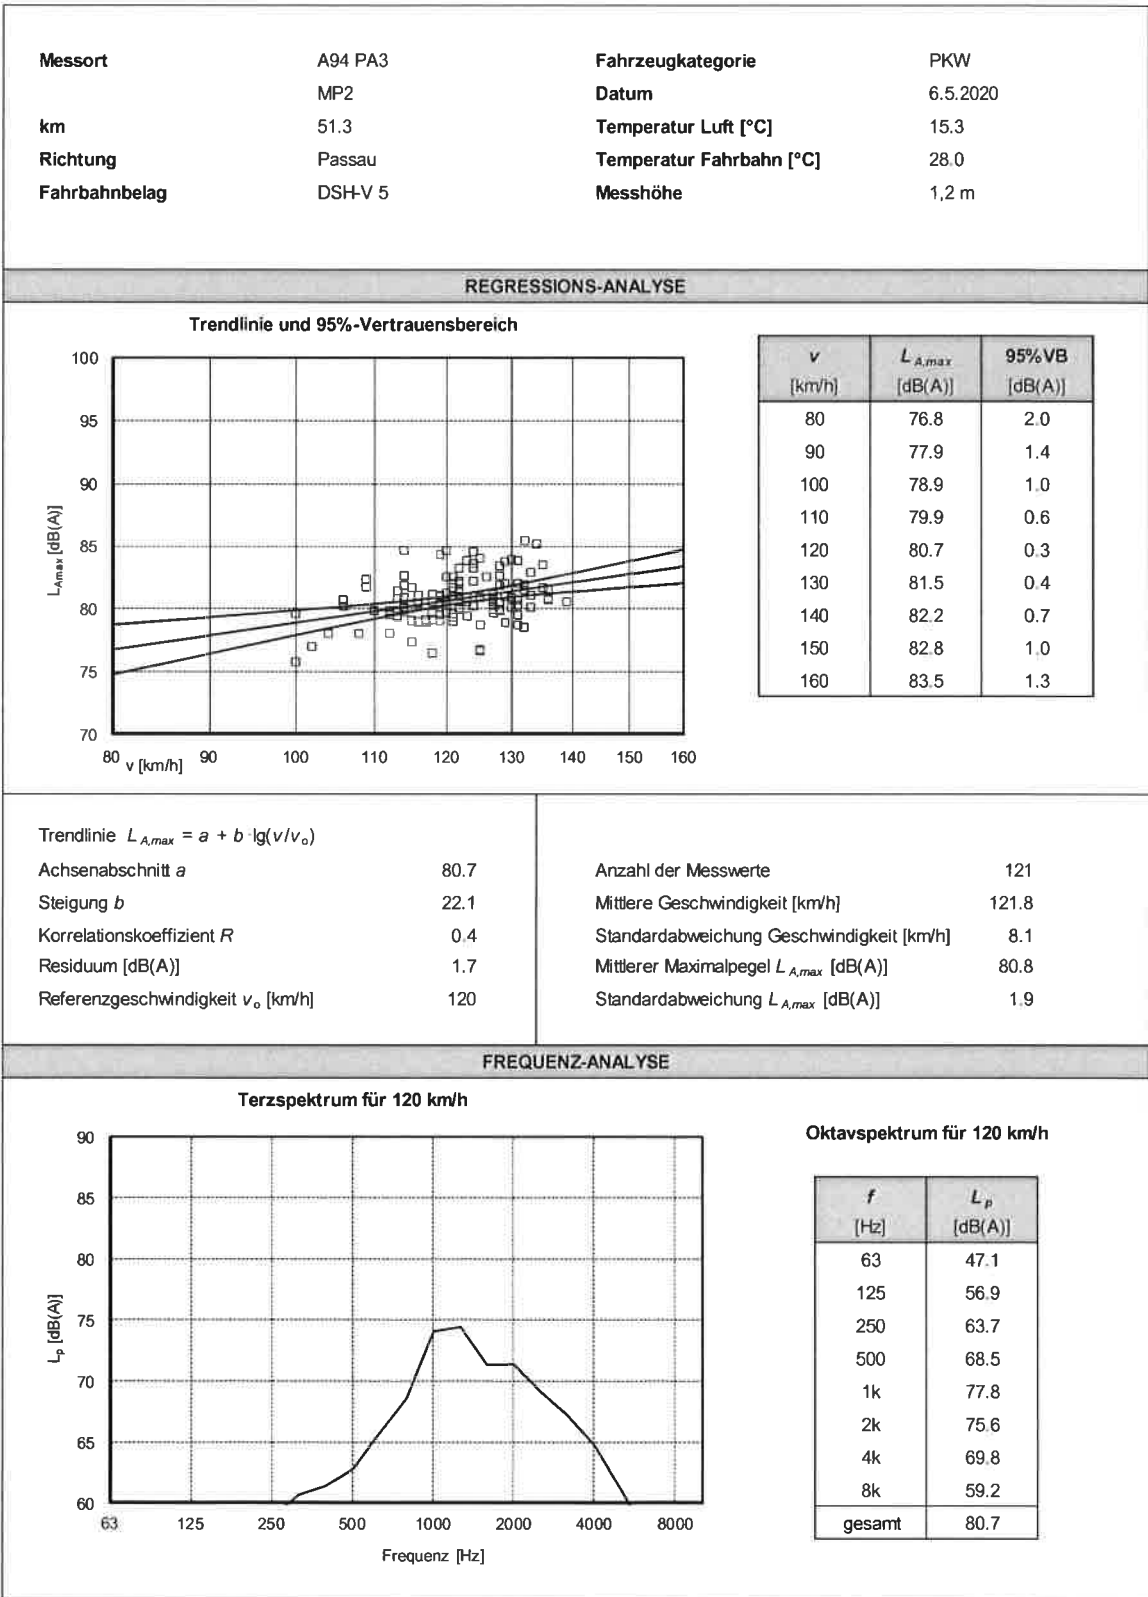 Messort A94 PA3 Fahrzeugkategorie PKW
MP2 Datum 6.5.2020
km 51.3 Temperatur Luft [°C] 15.3
Richtung Passau Temperatur Fahrbahn [°C] 28.0
Fahrbahnbelag DSH-V 5 Messhöhe 1,2 m
REGRESSIONS-ANALYSE
Trendlinie und 95%-Vertrauensbereich
100
95
90
85
80
75
70
L_Amax [dB(A)]
80 90 100 110 120 130 140 150 160
v [km/h]
v L_A,max 95%VB
[km/h] [dB(A)] [dB(A)]
80 76.8 2.0
90 77.9 1.4
100 78.9 1.0
110 79.9 0.6
120 80.7 0.3
130 81.5 0.4
140 82.2 0.7
150 82.8 1.0
160 83.5 1.3
Trendlinie L_A,max = a + b·lg(v/v_o)
Achsenabschnitt a 80.7
Steigung b 22.1
Korrelationskoeffizient R 0.4
Residuum [dB(A)] 1.7
Referenzgeschwindigkeit v_o [km/h] 120
Anzahl der Messwerte 121
Mittlere Geschwindigkeit [km/h] 121.8
Standardabweichung Geschwindigkeit [km/h] 8.1
Mittlerer Maximalpegel L_A,max [dB(A)] 80.8
Standardabweichung L_A,max [dB(A)] 1.9
FREQUENZ-ANALYSE
Terzspektrum für 120 km/h
90
85
80
75
70
65
60
L_p [dB(A)]
63 125 250 500 1000 2000 4000 8000
Frequenz [Hz]
Oktavspektrum für 120 km/h
f L_p
[Hz] [dB(A)]
63 47.1
125 56.9
250 63.7
500 68.5
1k 77.8
2k 75.6
4k 69.8
8k 59.2
gesamt 80.7